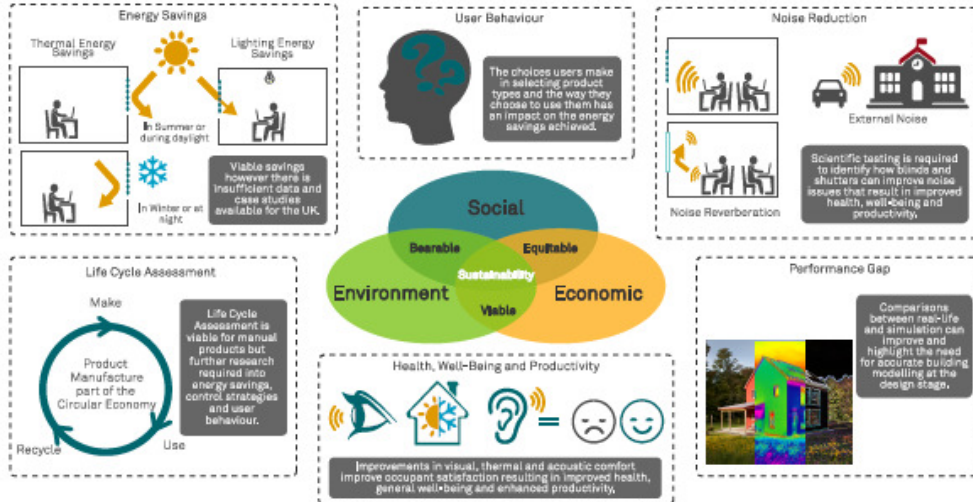 Energy Savings
Thermal Energy
Savings
Lighting Energy
Savings
In Summer or
during daylight
In Winter or at
night
Viable savings
however there is
insufficient data and
case studies
available for the UK.
User Behaviour
The choices users make
in selecting product
types and the way they
choose to use them has
an impact on the energy
savings achieved.
Noise Reduction
External Noise
Noise Reverberation
Scientific testing is required
to identify how blinds and
shutters can improve noise
issues that result in improved
health, well-being and
productivity.
Social
Bearable
Equitable
Sustainability
Environment
Economic
Viable
Life Cycle Assessment
Make
Product
Manufacture
part of the
Circular Economy
Recycle
Use
Life Cycle
Assessment is
viable for manual
products but
further research
required into
energy savings,
control strategies
and user
behaviour.
Health, Well-Being and Productivity
=
Improvements in visual, thermal and acoustic comfort
improve occupant satisfaction resulting in improved health,
general well-being and enhanced productivity.
Performance Gap
Comparisons
between real-life
and simulation can
improve and
highlight the need
for accurate building
modelling at the
design stage.